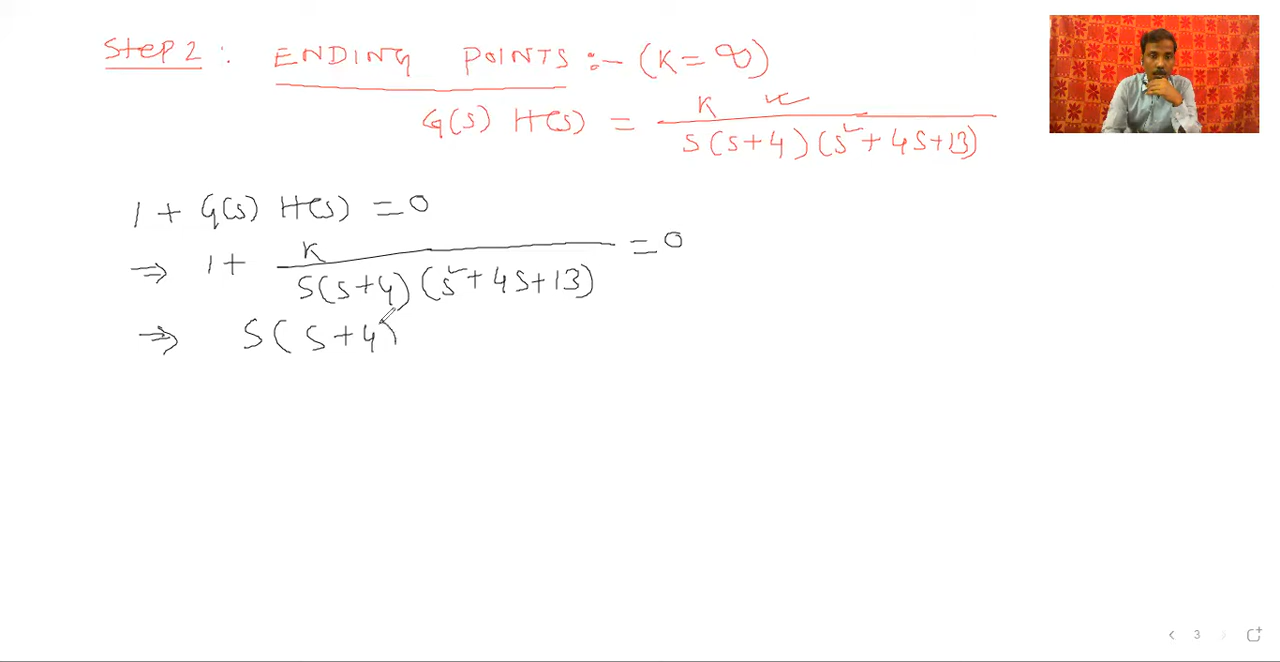 Step 2 : ENDING POINTS :- (K = ∞)
G(s) H(s) = K / S(S+4)(S²+4S+13)
1 + G(s) H(s) = 0
⇒ 1 + K / S(S+4)(S²+4S+13) = 0
⇒ S(S+4)
3